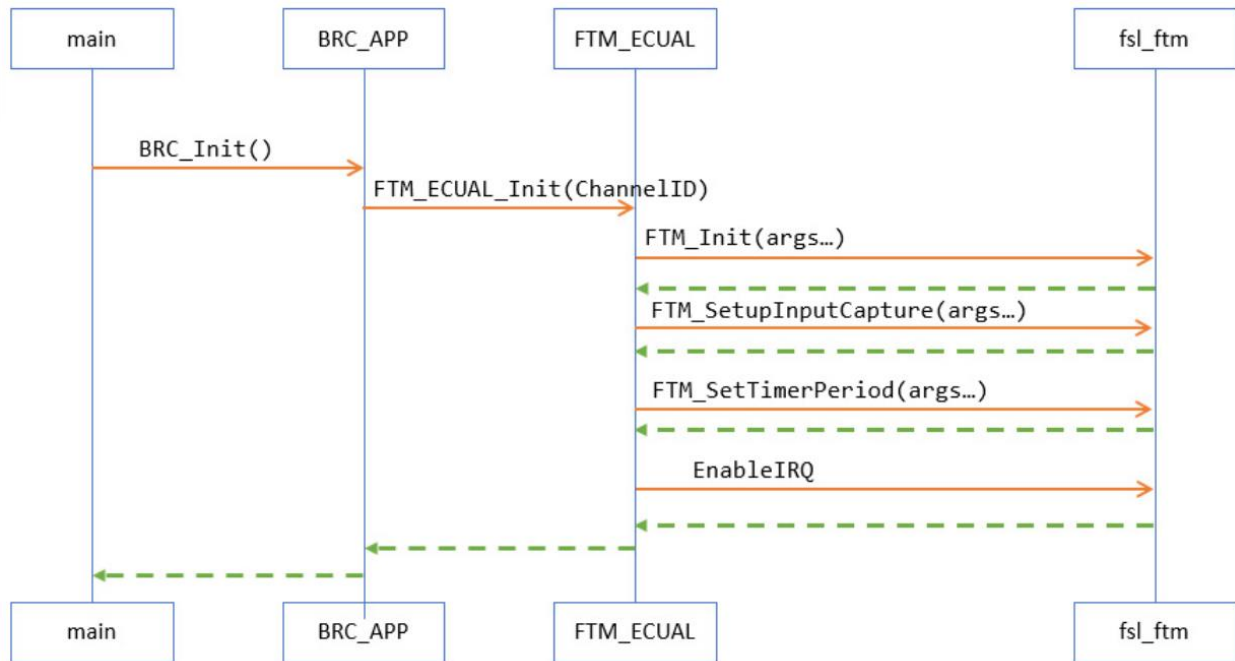 main
BRC_APP
FTM_ECUAL
fsl_ftm
BRC_Init()
FTM_ECUAL_Init(ChannelID)
FTM_Init(args…)
FTM_SetupInputCapture(args…)
FTM_SetTimerPeriod(args…)
EnableIRQ
main
BRC_APP
FTM_ECUAL
fsl_ftm